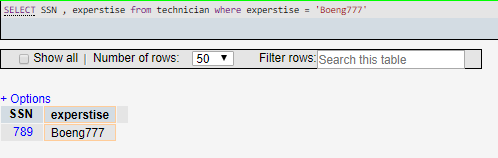 SELECT SSN , experstise from technician where experstise = 'Boeng777'
Show all | Number of rows: 50 Filter rows: Search this table
+ Options
SSN experstise
789 Boeng777